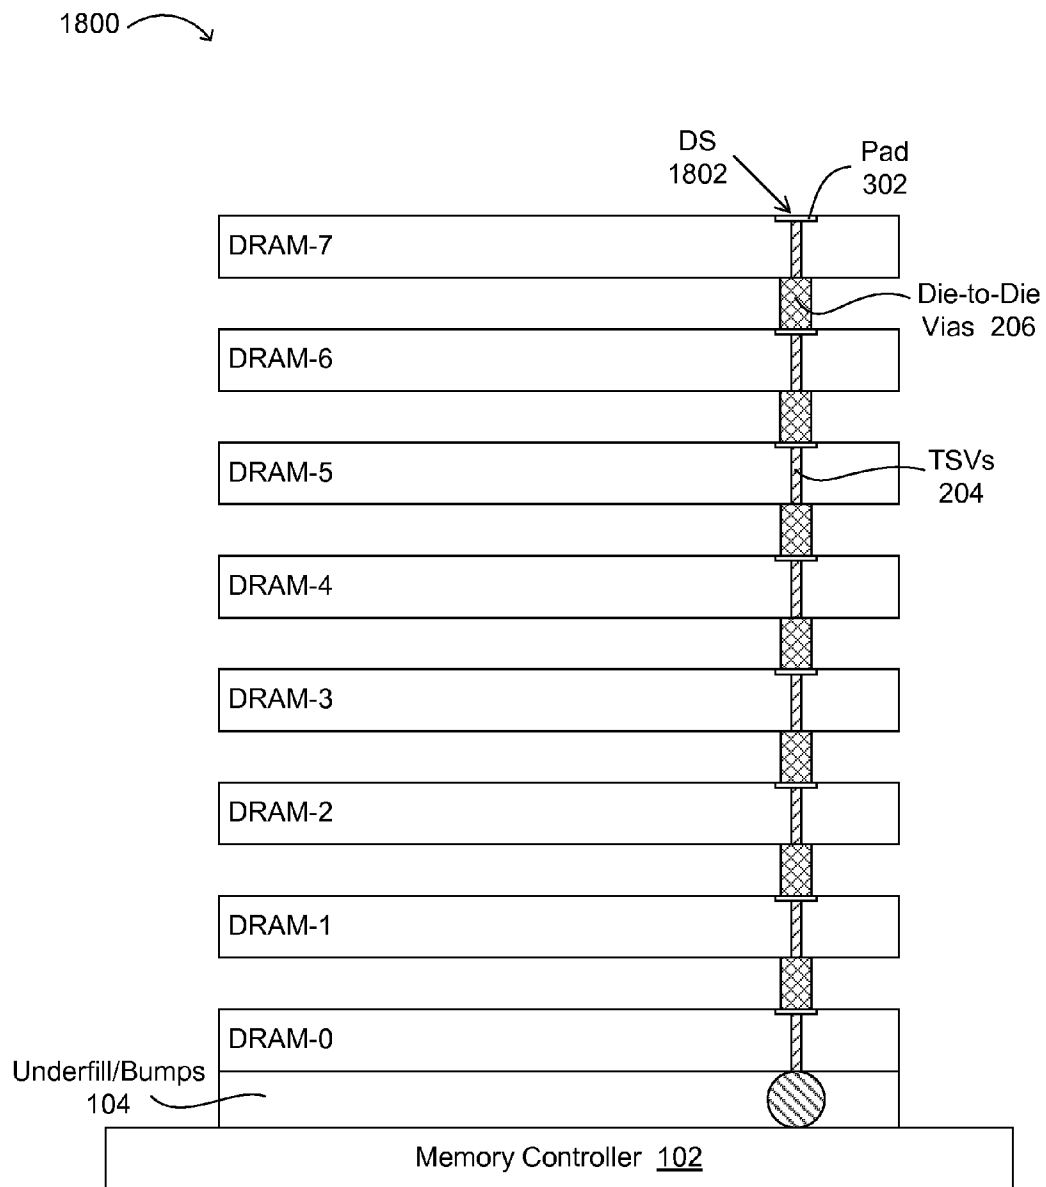 1800
DS
1802
Pad
302
DRAM-7
Die-to-Die
Vias 206
DRAM-6
DRAM-5
TSVs
204
DRAM-4
DRAM-3
DRAM-2
DRAM-1
DRAM-0
Underfill/Bumps
104
Memory Controller 102